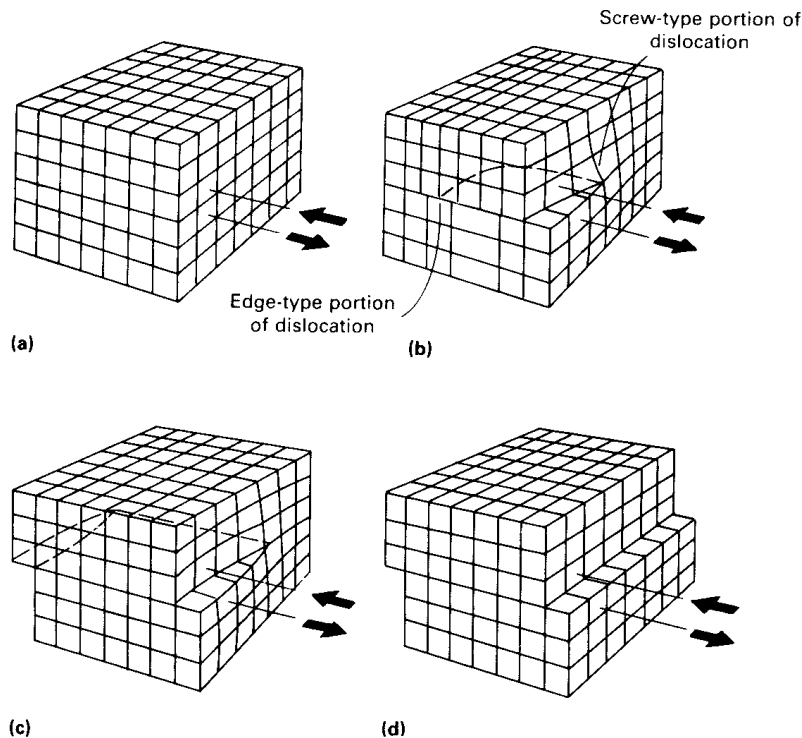 Screw-type portion of
dislocation
Edge-type portion
of dislocation
(a)
(b)
(c)
(d)